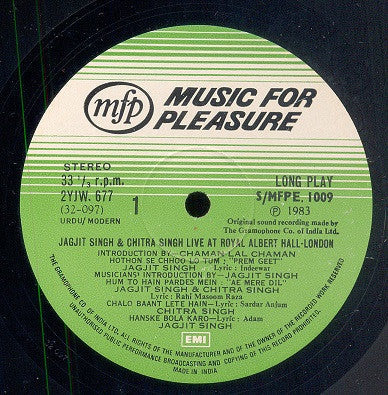 mfp MUSIC FOR
PLEASURE
STEREO
33 1/3 r.p.m.
2YJW. 677
(32-097)
URDU/MODERN
1
LONG PLAY
S/MFPE. 1009
Ⓟ 1983
Original sound recording made by
The Gramophone Co. of India Ltd.
JAGJIT SINGH & CHITRA SINGH LIVE AT ROYAL ALBERT HALL-LONDON
INTRODUCTION BY- CHAMAN LAL CHAMAN
HOTHON SE CHHOO LO TUM : "PREM GEET"
JAGJIT SINGH Lyric : Indeewar
MUSICIANS' INTRODUCTION BY—JAGJIT SINGH
HUM TO HAIN PARDES MEIN : "AE MERE DIL"
JAGJIT SINGH & CHITRA SINGH
Lyric : Rahi Masoom Raza
CHALO BAANT LETE HAIN—Lyric : Sardar Anjum
CHITRA SINGH
HANSKE BOLA KARO—Lyric : Adam
JAGJIT SINGH
EMI
THE GRAMOPHONE CO. OF INDIA LTD. ALL RIGHTS OF THE MANUFACTURER AND OF THE OWNER OF THE RECORDED WORK RESERVED
UNAUTHORISED PUBLIC PERFORMANCE BROADCASTING AND COPYING OF THIS RECORD PROHIBITED.
MADE IN INDIA